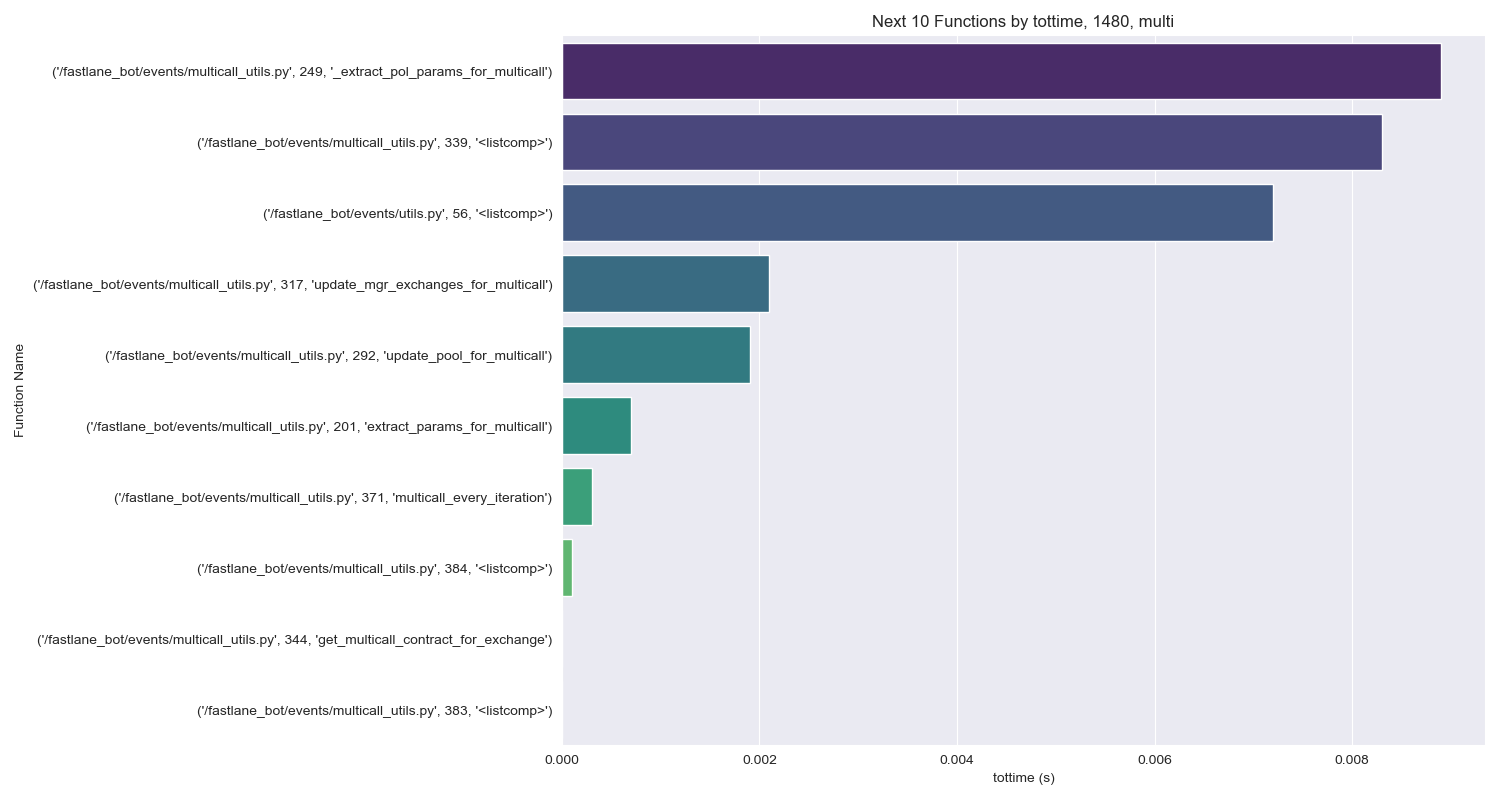 Next 10 Functions by tottime, 1480, multi
('/fastlane_bot/events/multicall_utils.py', 249, '_extract_pol_params_for_multicall')
('/fastlane_bot/events/multicall_utils.py', 339, '<listcomp>')
('/fastlane_bot/events/utils.py', 56, '<listcomp>')
('/fastlane_bot/events/multicall_utils.py', 317, 'update_mgr_exchanges_for_multicall')
('/fastlane_bot/events/multicall_utils.py', 292, 'update_pool_for_multicall')
('/fastlane_bot/events/multicall_utils.py', 201, 'extract_params_for_multicall')
('/fastlane_bot/events/multicall_utils.py', 371, 'multicall_every_iteration')
('/fastlane_bot/events/multicall_utils.py', 384, '<listcomp>')
('/fastlane_bot/events/multicall_utils.py', 344, 'get_multicall_contract_for_exchange')
('/fastlane_bot/events/multicall_utils.py', 383, '<listcomp>')
Function Name
0.000 0.002 0.004 0.006 0.008
tottime (s)